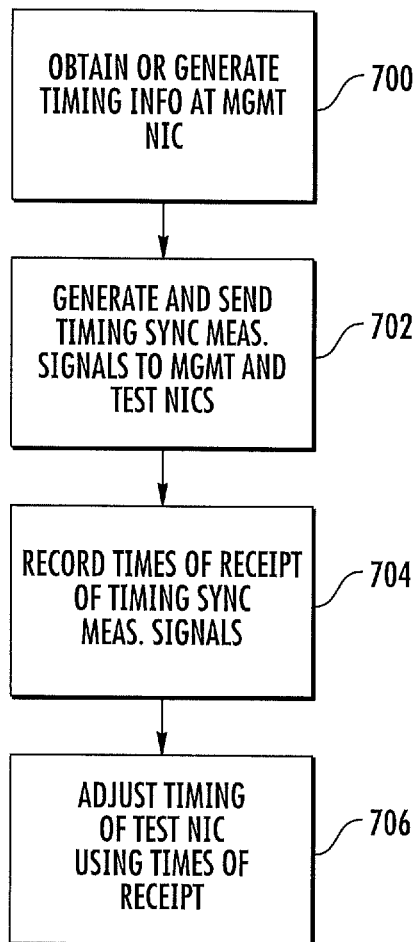 OBTAIN OR GENERATE
TIMING INFO AT MGMT
NIC
700
GENERATE AND SEND
TIMING SYNC MEAS.
SIGNALS TO MGMT AND
TEST NICS
702
RECORD TIMES OF RECEIPT
OF TIMING SYNC
MEAS. SIGNALS
704
ADJUST TIMING
OF TEST NIC
USING TIMES OF
RECEIPT
706